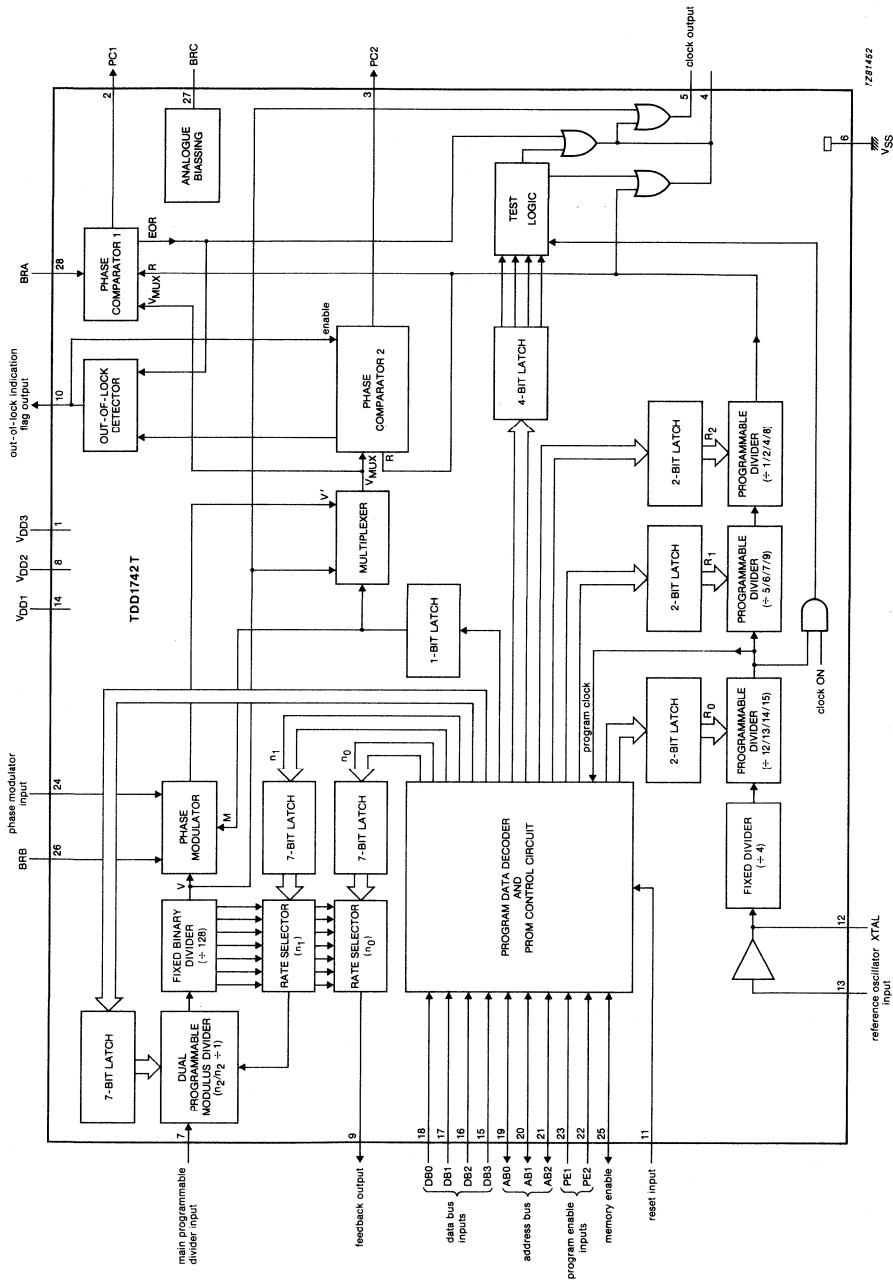 BRA
28
BRC
27
2
PC1
PC2
3
clock output
5
4
7Z81452
6
VSS
ANALOGUE
BIASSING
PHASE
COMPARATOR 1
EOR
VMUX
R
out-of-lock indication
flag output
10
OUT-OF-LOCK
DETECTOR
enable
PHASE
COMPARATOR 2
VMUX
R
TEST
LOGIC
4-BIT LATCH
VDD3
1
VDD2
8
VDD1
14
TDD1742T
V'
MULTIPLEXER
1-BIT LATCH
phase modulator
input
24
BRB
26
PHASE
MODULATOR
M
V
n1
n0
7-BIT LATCH
7-BIT LATCH
FIXED BINARY
DIVIDER
(÷ 128)
RATE SELECTOR
(n1)
RATE SELECTOR
(n0)
7-BIT LATCH
DUAL
PROGRAMMABLE
MODULUS DIVIDER
(n2/n2 ÷ 1)
7
main programmable
divider input
9
feedback output
PROGRAM DATA DECODER
AND
PROM CONTROL CIRCUIT
program clock
18
DB0
17
DB1
16
DB2
15
DB3
data bus
inputs
19
AB0
20
AB1
21
AB2
address bus
23
PE1
22
PE2
program enable
inputs
25
memory enable
11
reset input
2-BIT LATCH
R0
2-BIT LATCH
R1
2-BIT LATCH
R2
FIXED DIVIDER
(÷ 4)
PROGRAMMABLE
DIVIDER
(÷ 12/13/14/15)
PROGRAMMABLE
DIVIDER
(÷ 5/6/7/9)
PROGRAMMABLE
DIVIDER
(÷ 1/2/4/8)
clock ON
12
XTAL
13
reference oscillator
input